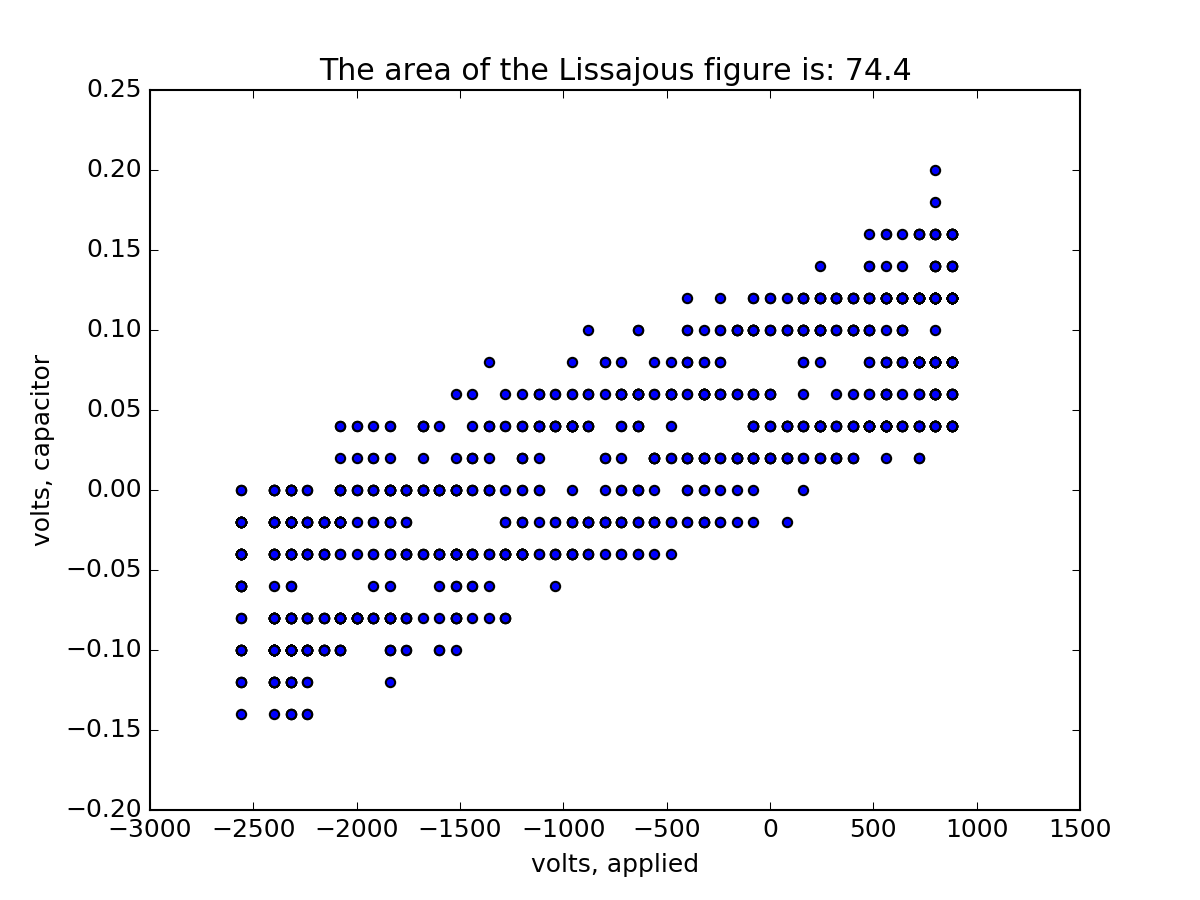 The area of the Lissajous figure is: 74.4
0.25
0.20
0.15
0.10
0.05
0.00
−0.05
−0.10
−0.15
−0.20
volts, capacitor
−3000 −2500 −2000 −1500 −1000 −500 0 500 1000 1500
volts, applied